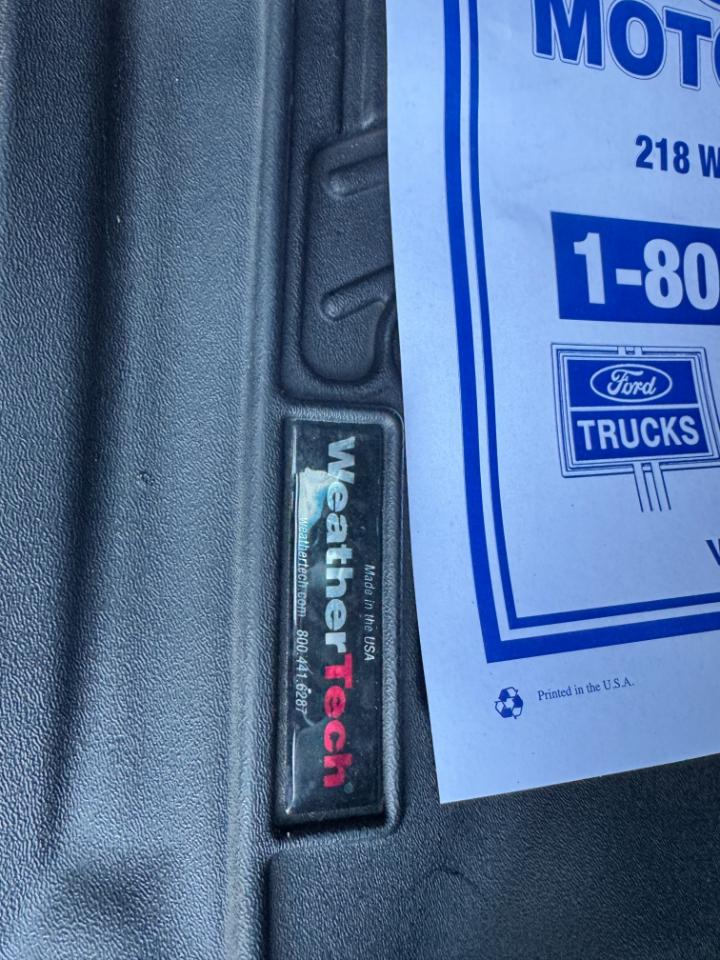 MOTO
218 W
1-80
Ford
TRUCKS
Printed in the U.S.A.
Made in the USA
WeatherTech®
weathertech.com 800.441.6287